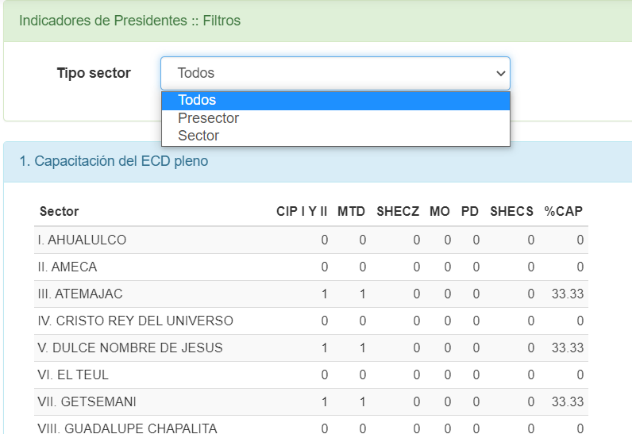 Indicadores de Presidentes :: Filtros
Tipo sector Todos
Todos
Presector
Sector
1. Capacitación del ECD pleno
Sector CIP I Y II MTD SHECZ MO PD SHECS %CAP
I. AHUALULCO 0 0 0 0 0 0 0
II. AMECA 0 0 0 0 0 0 0
III. ATEMAJAC 1 1 0 0 0 0 33.33
IV. CRISTO REY DEL UNIVERSO 0 0 0 0 0 0 0
V. DULCE NOMBRE DE JESUS 1 1 0 0 0 0 33.33
VI. EL TEUL 0 0 0 0 0 0 0
VII. GETSEMANI 1 1 0 0 0 0 33.33
VIII. GUADALUPE CHAPALITA 0 0 0 0 0 0 0